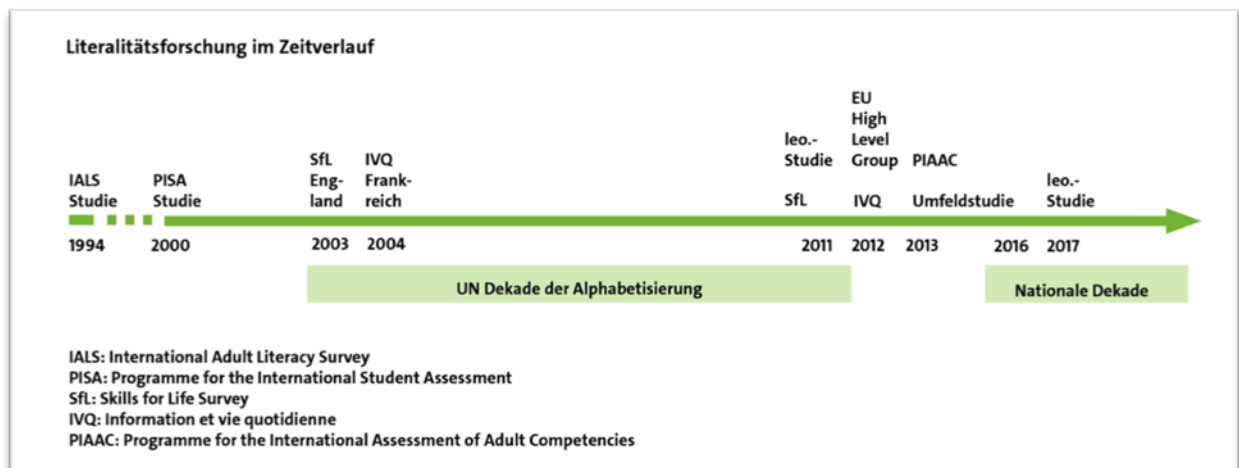 Literalitätsforschung im Zeitverlauf
IALS
Studie
PISA
Studie
SfL
Eng-
land
IVQ
Frank-
reich
leo.-
Studie
SfL
EU
High
Level
Group
IVQ
PIAAC
Umfeldstudie
leo.-
Studie
1994 2000 2003 2004 2011 2012 2013 2016 2017
UN Dekade der Alphabetisierung
Nationale Dekade
IALS: International Adult Literacy Survey
PISA: Programme for the International Student Assessment
SfL: Skills for Life Survey
IVQ: Information et vie quotidienne
PIAAC: Programme for the International Assessment of Adult Competencies